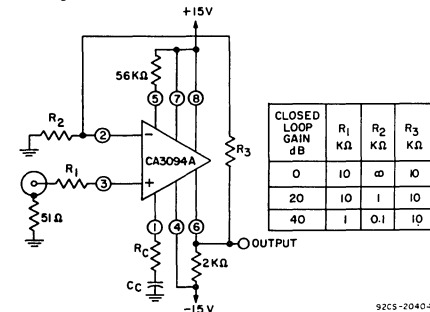 +15V
56KΩ
5
7
8
R2
2
−
CA3094A
R3
R1
3
+
51Ω
1
4
6
OUTPUT
RC
2KΩ
CC
−15V
CLOSED LOOP GAIN dB R1 KΩ R2 KΩ R3 KΩ
0 10 ∞ 10
20 10 1 10
40 1 0.1 10